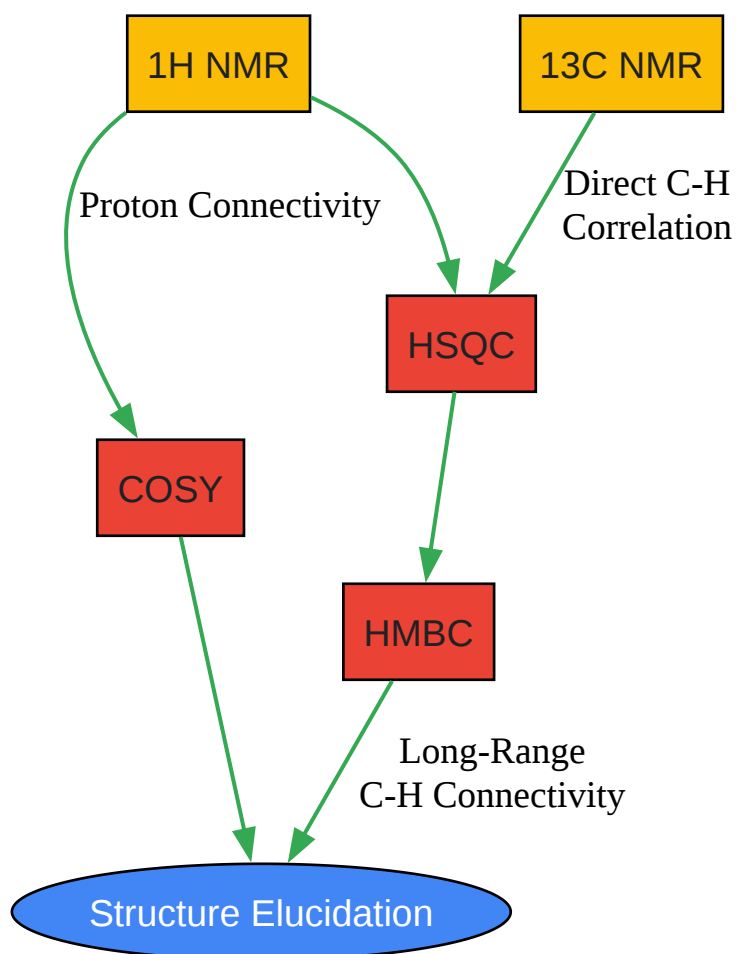 1H NMR
13C NMR
Proton Connectivity
Direct C-H
Correlation
HSQC
COSY
HMBC
Long-Range
C-H Connectivity
Structure Elucidation